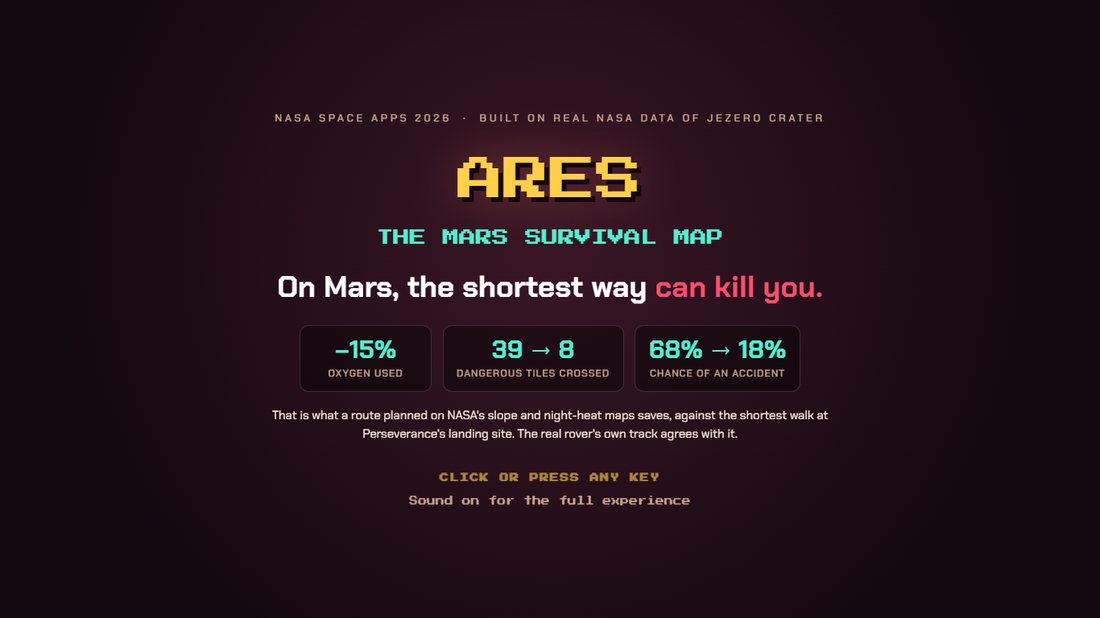 NASA SPACE APPS 2026 · BUILT ON REAL NASA DATA OF JEZERO CRATER
ARES
THE MARS SURVIVAL MAP
On Mars, the shortest way can kill you.
–15%
OXYGEN USED
39 → 8
DANGEROUS TILES CROSSED
68% → 18%
CHANCE OF AN ACCIDENT
That is what a route planned on NASA's slope and night-heat maps saves, against the shortest walk at
Perseverance's landing site. The real rover's own track agrees with it.
CLICK OR PRESS ANY KEY
Sound on for the full experience